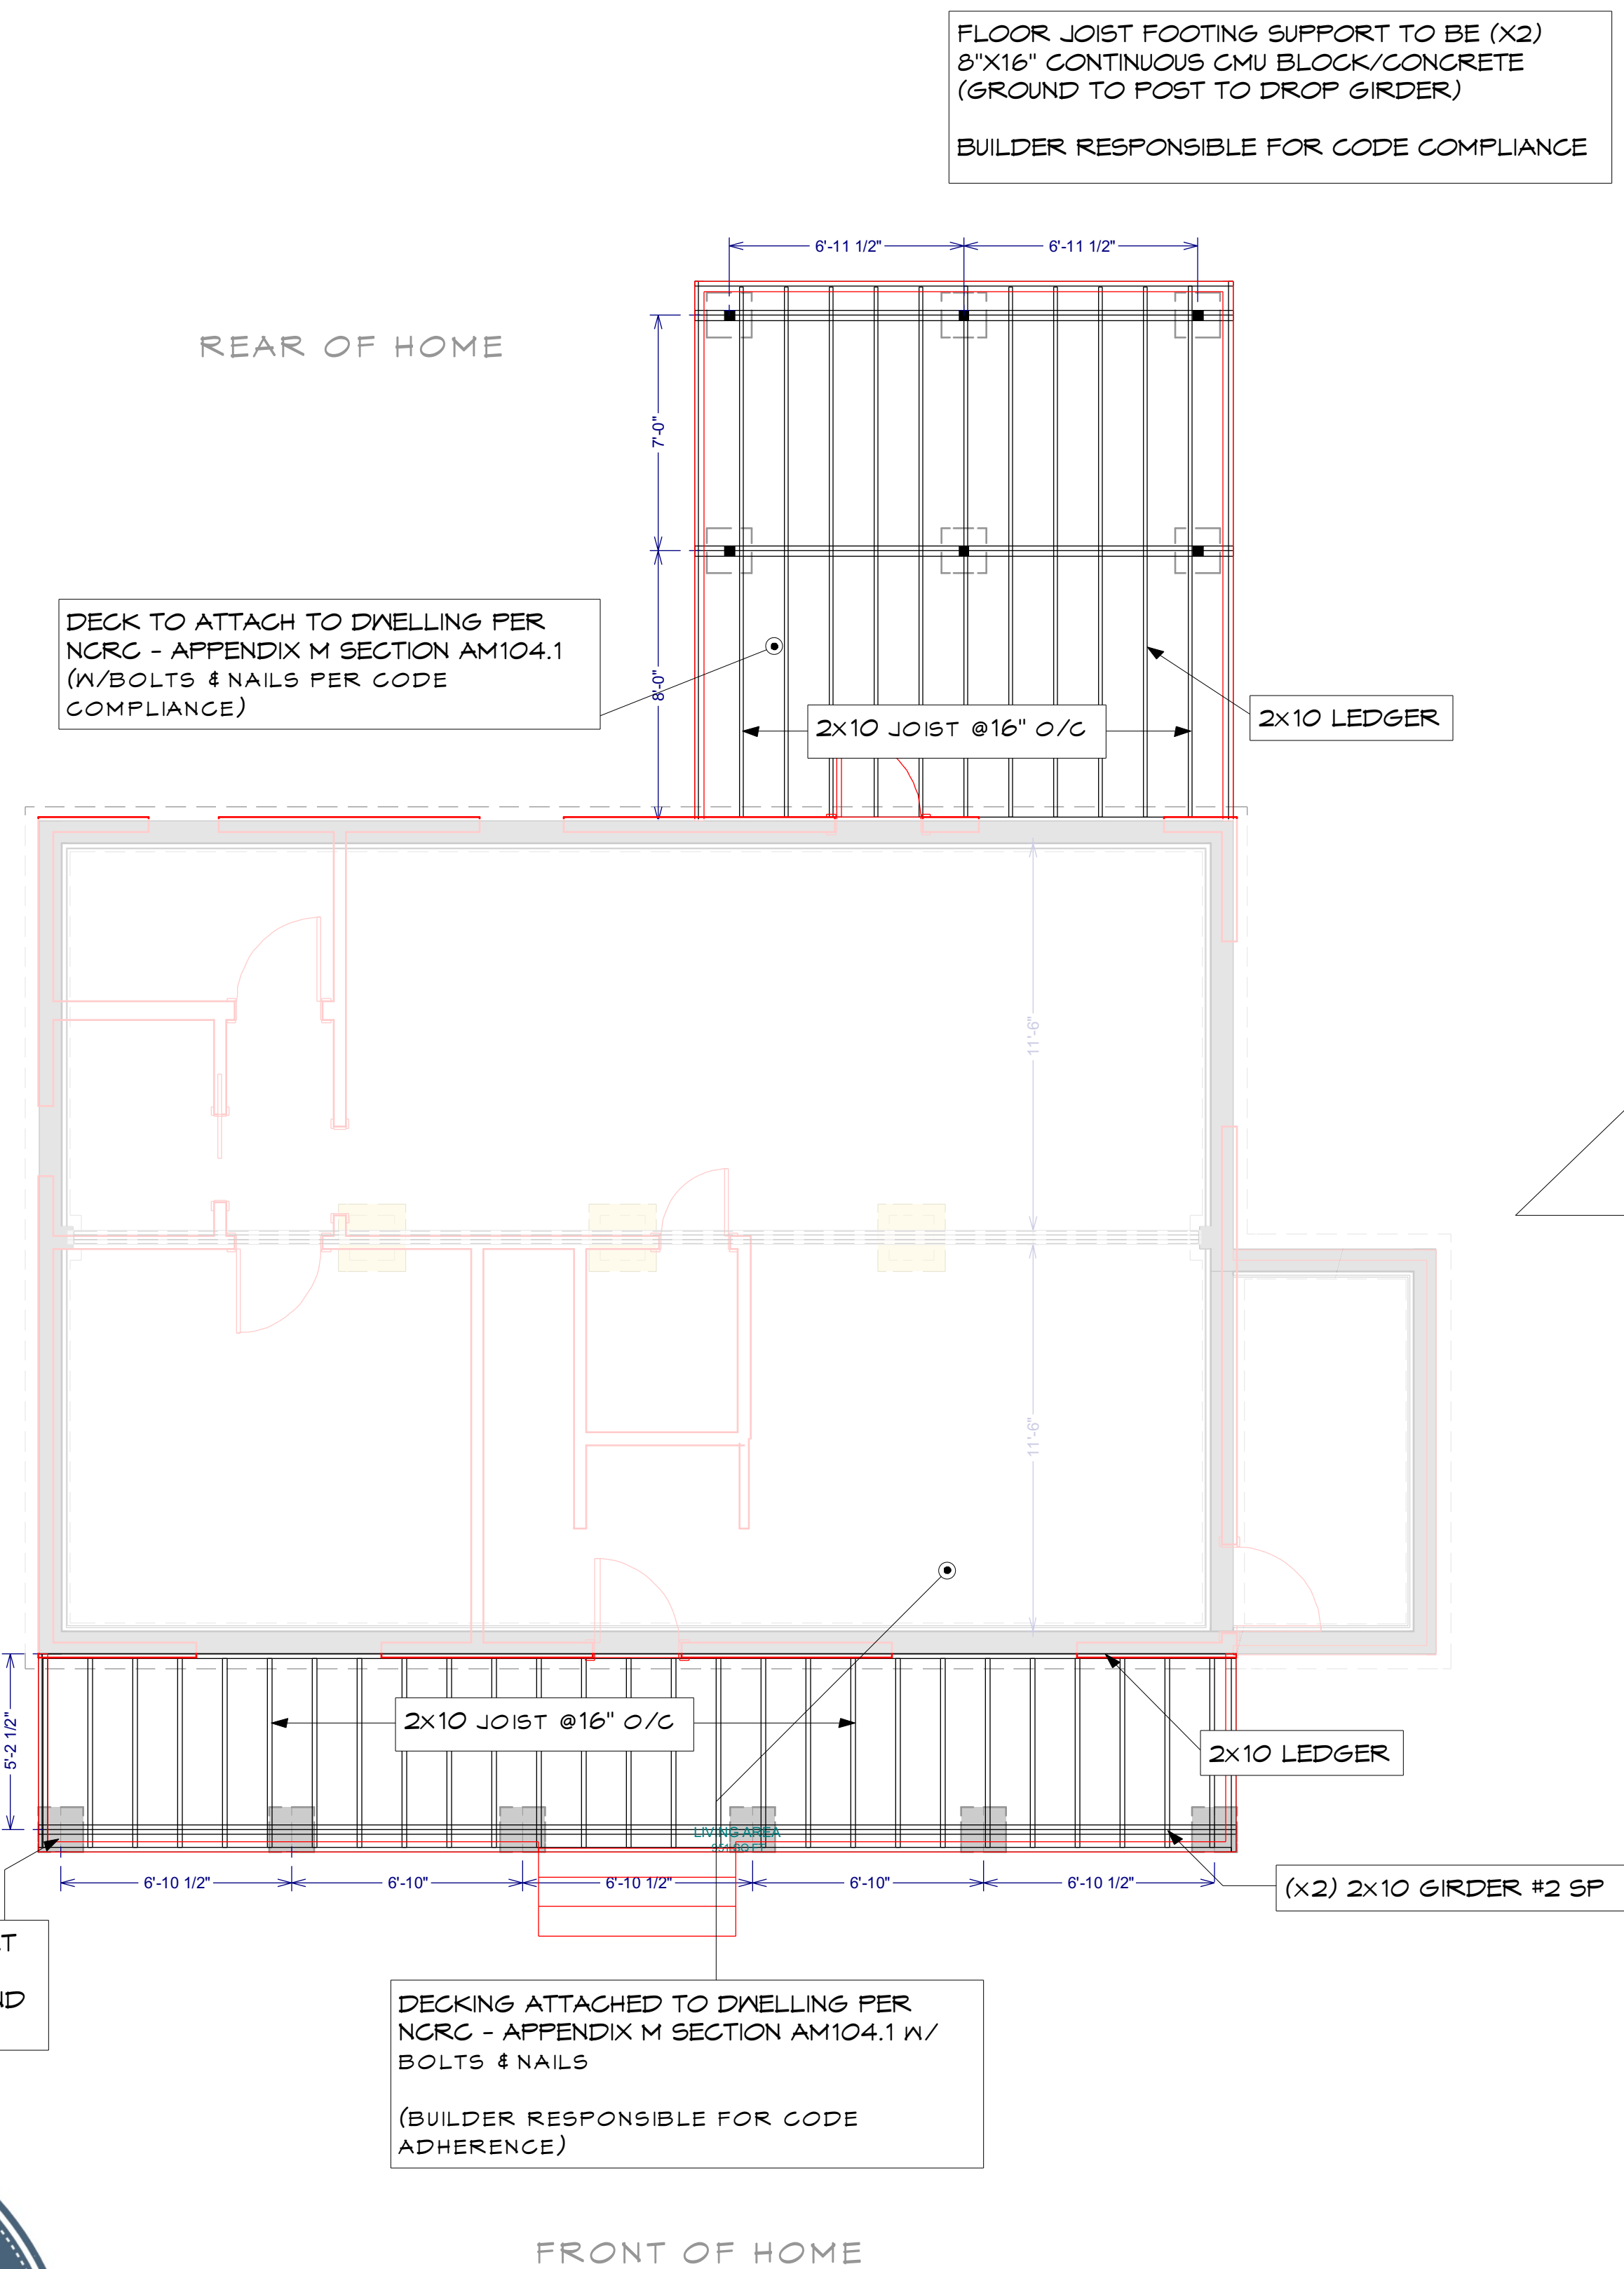 FLOOR JOIST FOOTING SUPPORT TO BE (X2)
8"X16" CONTINUOUS CMU BLOCK/CONCRETE
(GROUND TO POST TO DROP GIRDER)
BUILDER RESPONSIBLE FOR CODE COMPLIANCE
6'-11 1/2"
6'-11 1/2"
REAR OF HOME
7'-0"
DECK TO ATTACH TO DWELLING PER
NCRC - APPENDIX M SECTION AM104.1
(W/BOLTS & NAILS PER CODE
COMPLIANCE)
8'-0"
2X10 JOIST @16" O/C
2X10 LEDGER
11'-6"
11'-6"
5'-2 1/2"
2X10 JOIST @16" O/C
2X10 LEDGER
LIVING AREA
6'-10 1/2"
6'-10"
6'-10 1/2"
6'-10"
6'-10 1/2"
(X2) 2X10 GIRDER #2 SP
DECKING ATTACHED TO DWELLING PER
NCRC - APPENDIX M SECTION AM104.1 W/
BOLTS & NAILS
(BUILDER RESPONSIBLE FOR CODE
ADHERENCE)
FRONT OF HOME